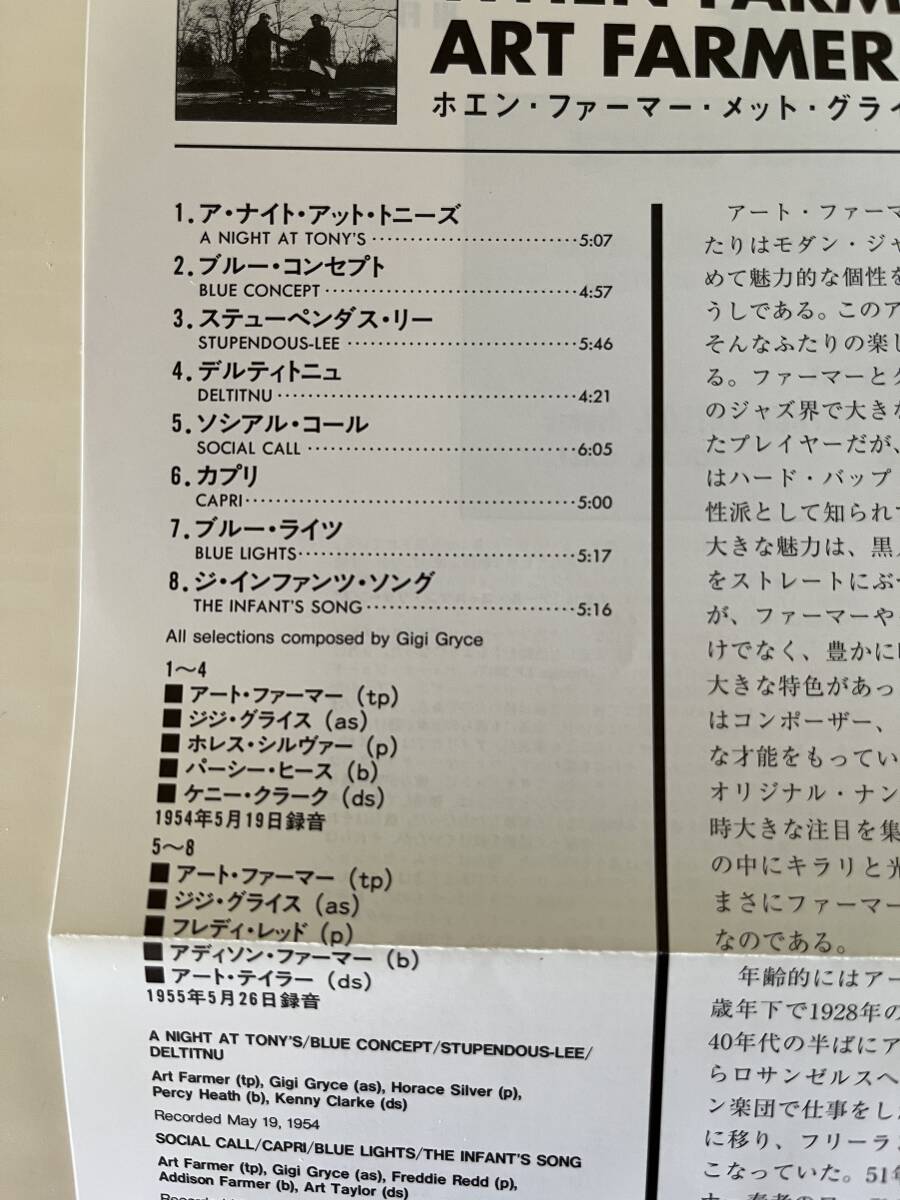 ART FARMER
ホエン・ファーマー・メット・グライ
1.ア・ナイト・アット・トニーズ
A NIGHT AT TONY'S 5:07
2.ブルー・コンセプト
BLUE CONCEPT 4:57
3.ステューペンダス・リー
STUPENDOUS-LEE 5:46
4.デルティトニュ
DELTITNU 4:21
5.ソシアル・コール
SOCIAL CALL 6:05
6.カプリ
CAPRI 5:00
7.ブルー・ライツ
BLUE LIGHTS 5:17
8.ジ・インファンツ・ソング
THE INFANT'S SONG 5:16
All selections composed by Gigi Gryce
1〜4
■ アート・ファーマー (tp)
■ ジジ・グライス (as)
■ ホレス・シルヴァー (p)
■ パーシー・ヒース (b)
■ ケニー・クラーク (ds)
1954年5月19日録音
5〜8
■ アート・ファーマー (tp)
■ ジジ・グライス (as)
■ フレディ・レッド (p)
■ アディソン・ファーマー (b)
■ アート・テイラー (ds)
1955年5月26日録音
A NIGHT AT TONY'S/BLUE CONCEPT/STUPENDOUS-LEE/
DELTITNU
Art Farmer (tp), Gigi Gryce (as), Horace Silver (p),
Percy Heath (b), Kenny Clarke (ds)
Recorded May 19, 1954
SOCIAL CALL/CAPRI/BLUE LIGHTS/THE INFANT'S SONG
Art Farmer (tp), Gigi Gryce (as), Freddie Redd (p),
Addison Farmer (b), Art Taylor (ds)
アート・ファーマ
たりはモダン・ジャ
めて魅力的な個性を
うしである。このア
そんなふたりの楽し
る。ファーマーとク
のジャズ界で大きな
たプレイヤーだが、
はハード・バップ
性派として知られて
大きな魅力は、黒
をストレートにぶつ
が、ファーマーや
けでなく、豊かに
大きな特色があっ
はコンポーザー、
な才能をもってい
オリジナル・ナン
時大きな注目を集
の中にキラリと光
まさにファーマー
なのである。
年齢的にはアー
歳年下で1928年の
40年代の半ばにア
らロサンゼルスへ
ン楽団で仕事をし
に移り、フリーラ
こなっていた。51年